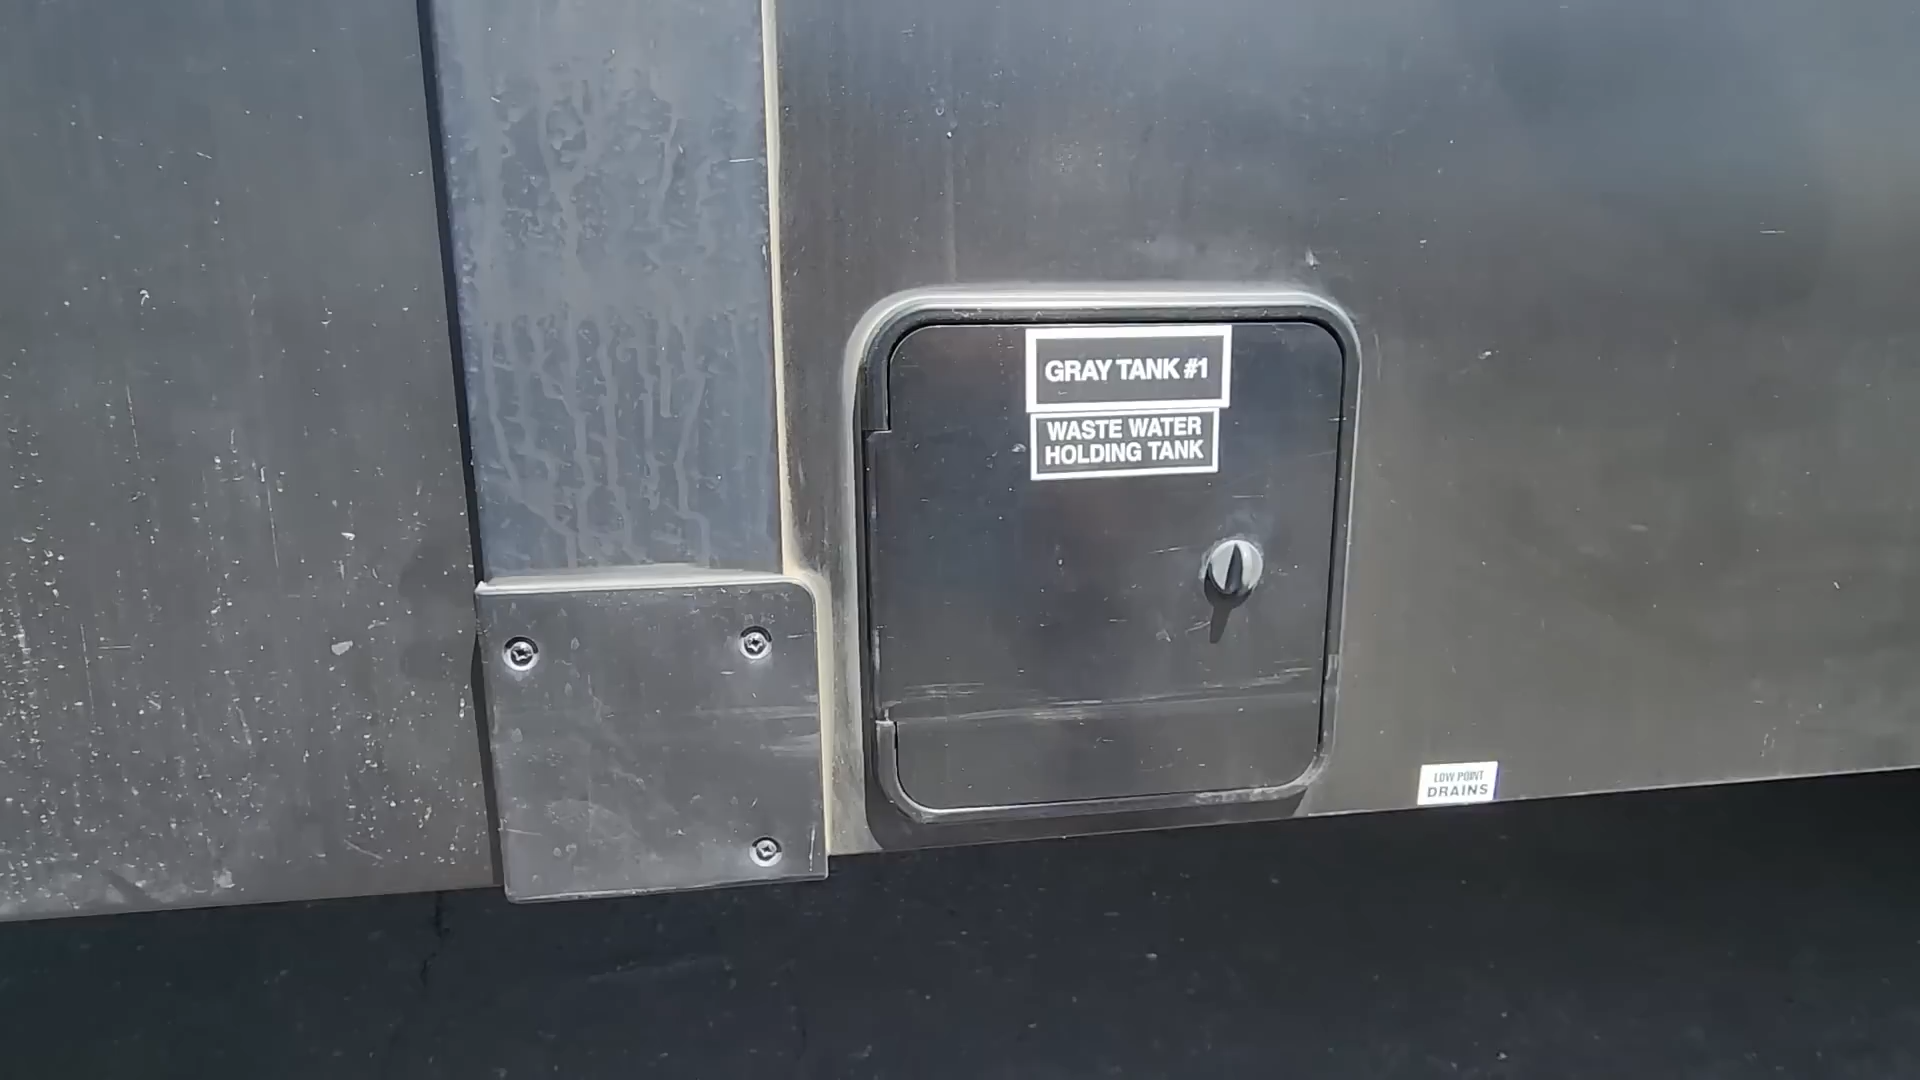 GRAY TANK #1
WASTE WATER
HOLDING TANK
LOW POINT
DRAINS